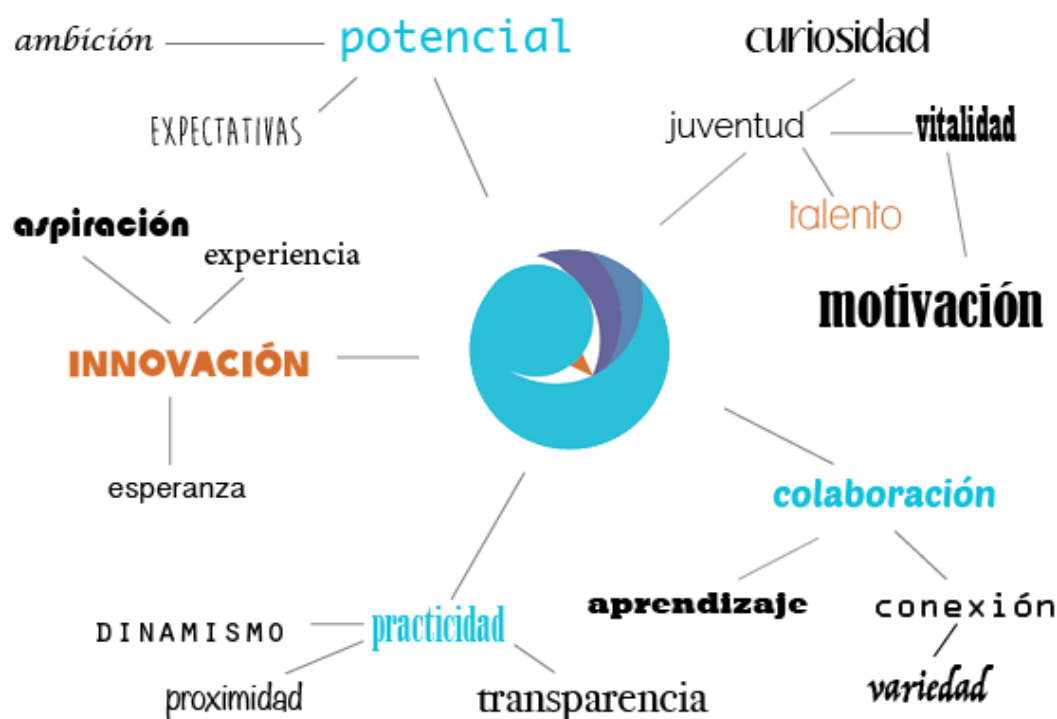 ambición
potencial
curiosidad
EXPECTATIVAS
juventud
vitalidad
talento
aspiración
experiencia
motivación
INNOVACIÓN
esperanza
colaboración
aprendizaje
conexión
DINAMISMO
practicidad
proximidad
transparencia
variedad